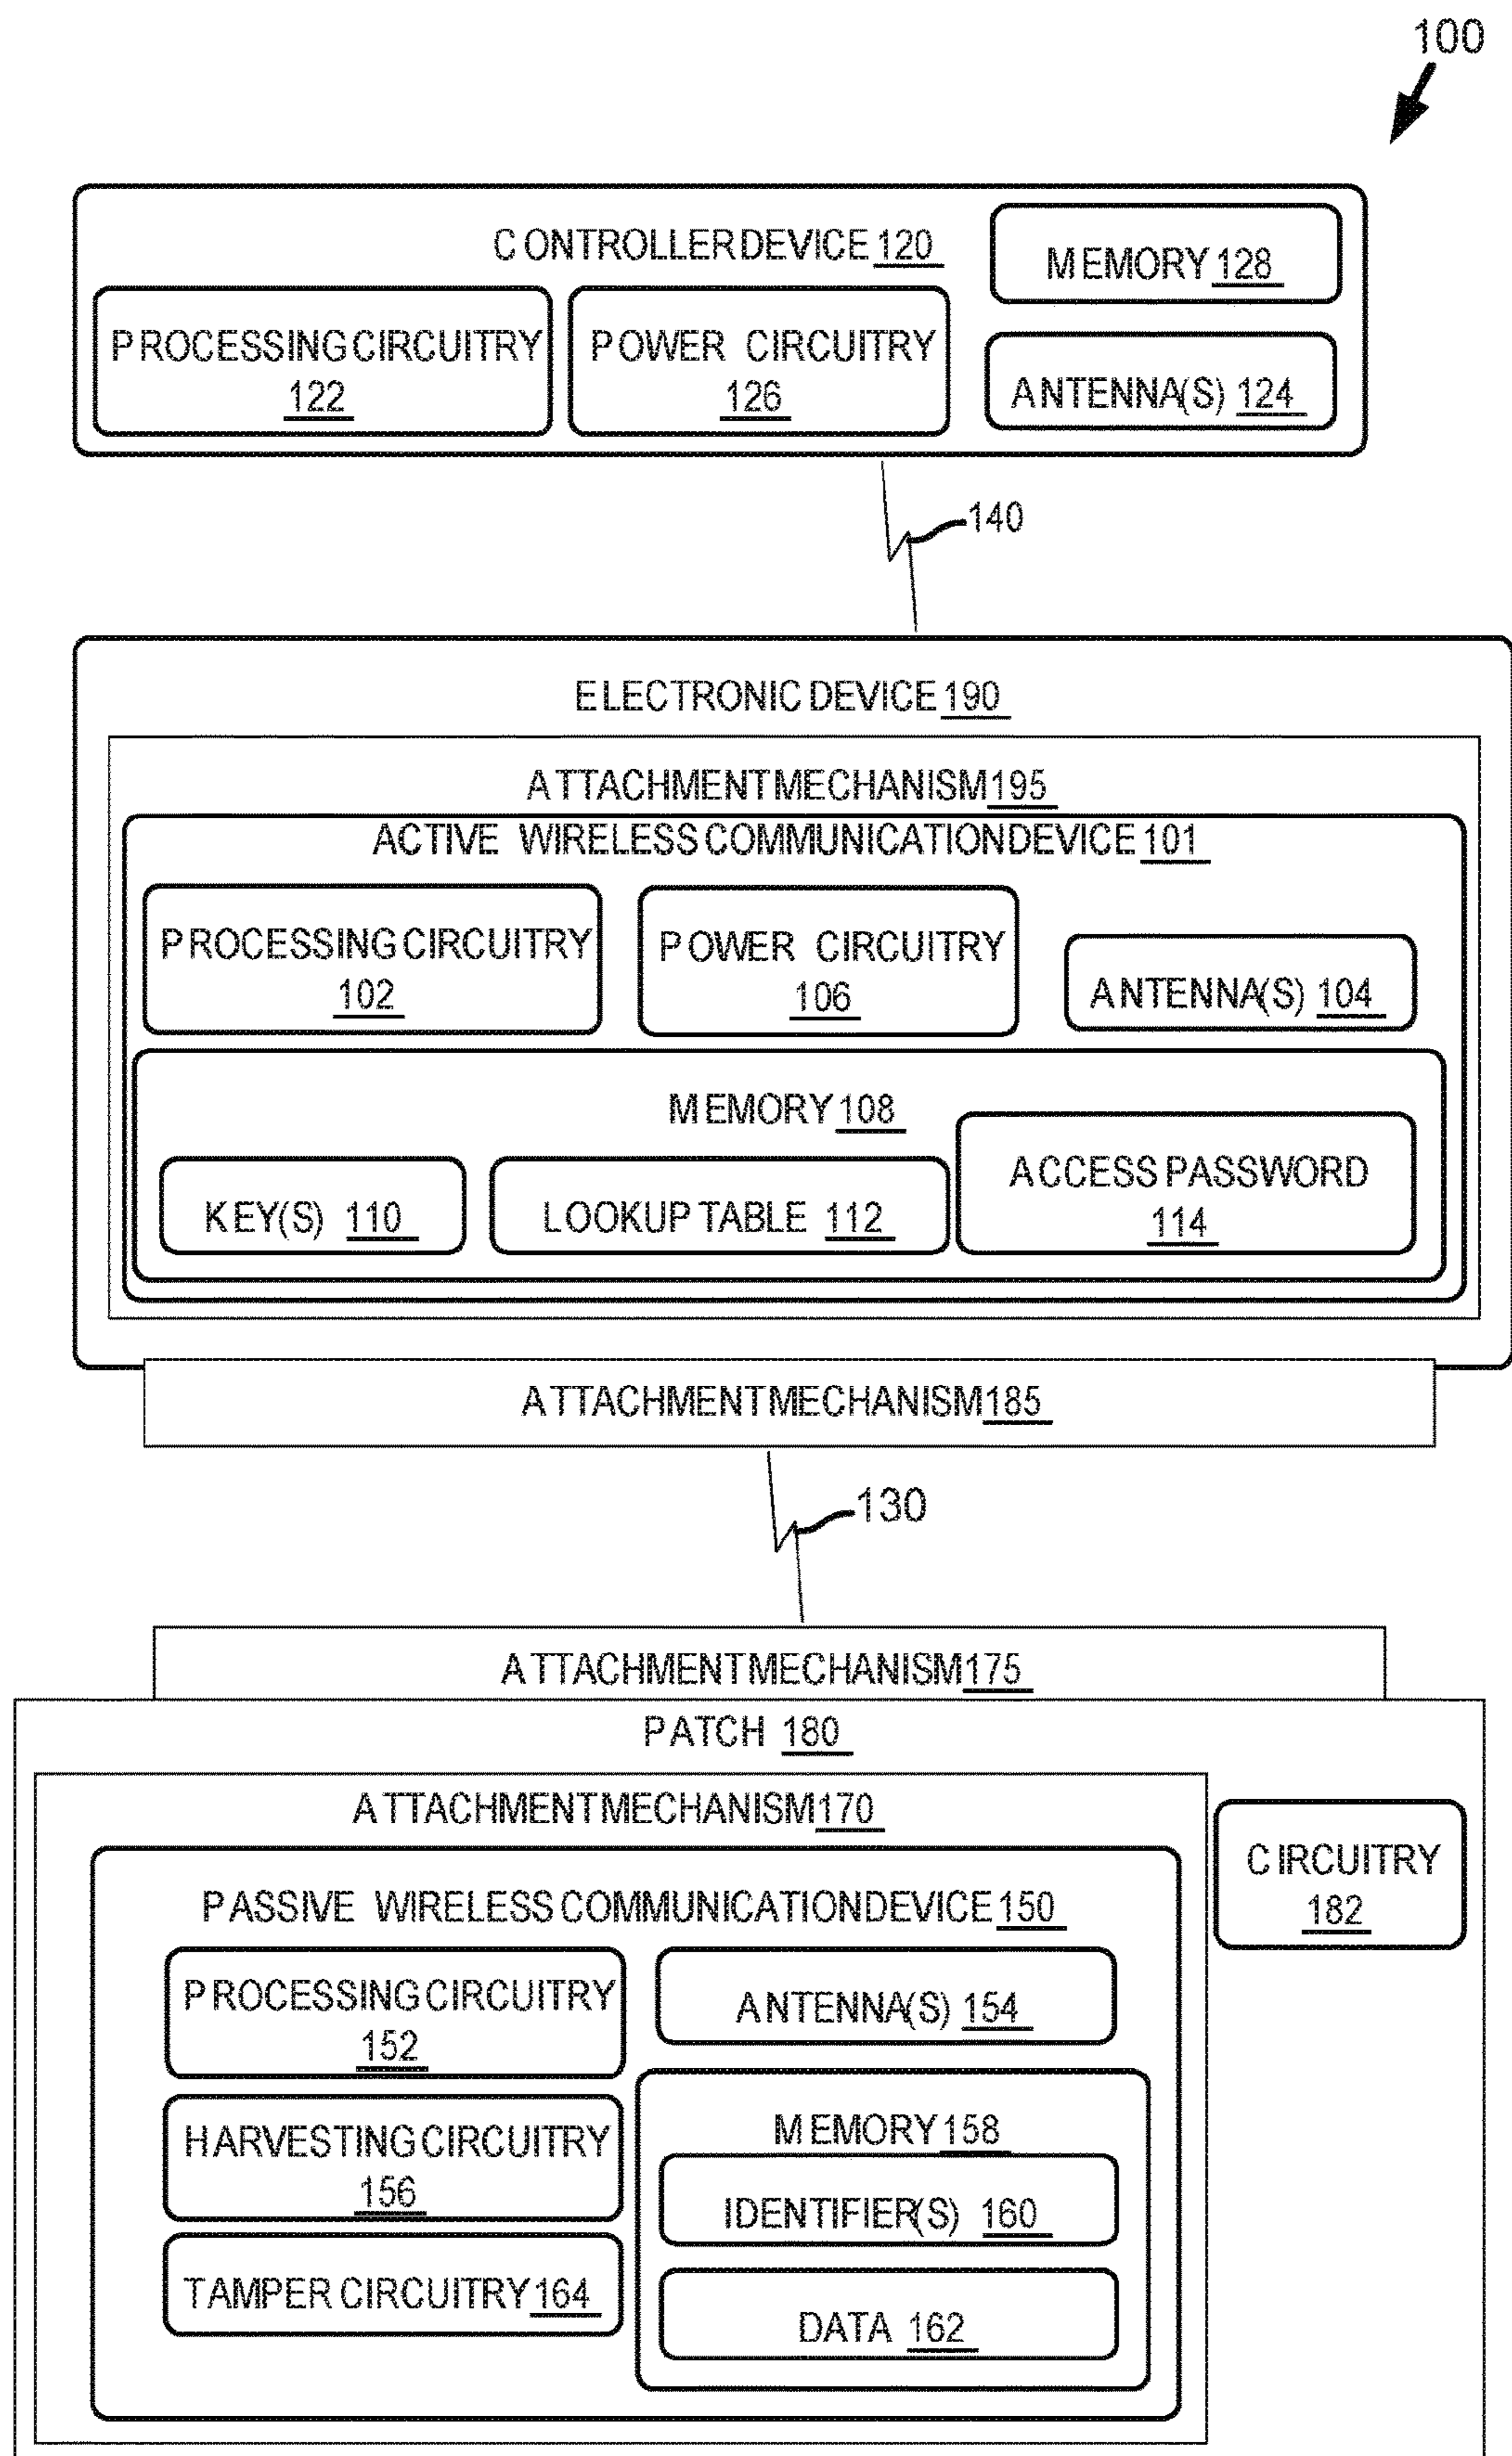 100
CONTROLLER DEVICE 120
MEMORY 128
PROCESSING CIRCUITRY
122
POWER CIRCUITRY
126
ANTENNA(S) 124
140
ELECTRONIC DEVICE 190
ATTACHMENT MECHANISM 195
ACTIVE WIRELESS COMMUNICATION DEVICE 101
PROCESSING CIRCUITRY
102
POWER CIRCUITRY
106
ANTENNA(S) 104
MEMORY 108
KEY(S) 110
LOOKUP TABLE 112
ACCESS PASSWORD
114
ATTACHMENT MECHANISM 185
130
ATTACHMENT MECHANISM 175
PATCH 180
ATTACHMENT MECHANISM 170
CIRCUITRY
182
PASSIVE WIRELESS COMMUNICATION DEVICE 150
PROCESSING CIRCUITRY
152
ANTENNA(S) 154
HARVESTING CIRCUITRY
156
TAMPER CIRCUITRY 164
MEMORY 158
IDENTIFIER(S) 160
DATA 162